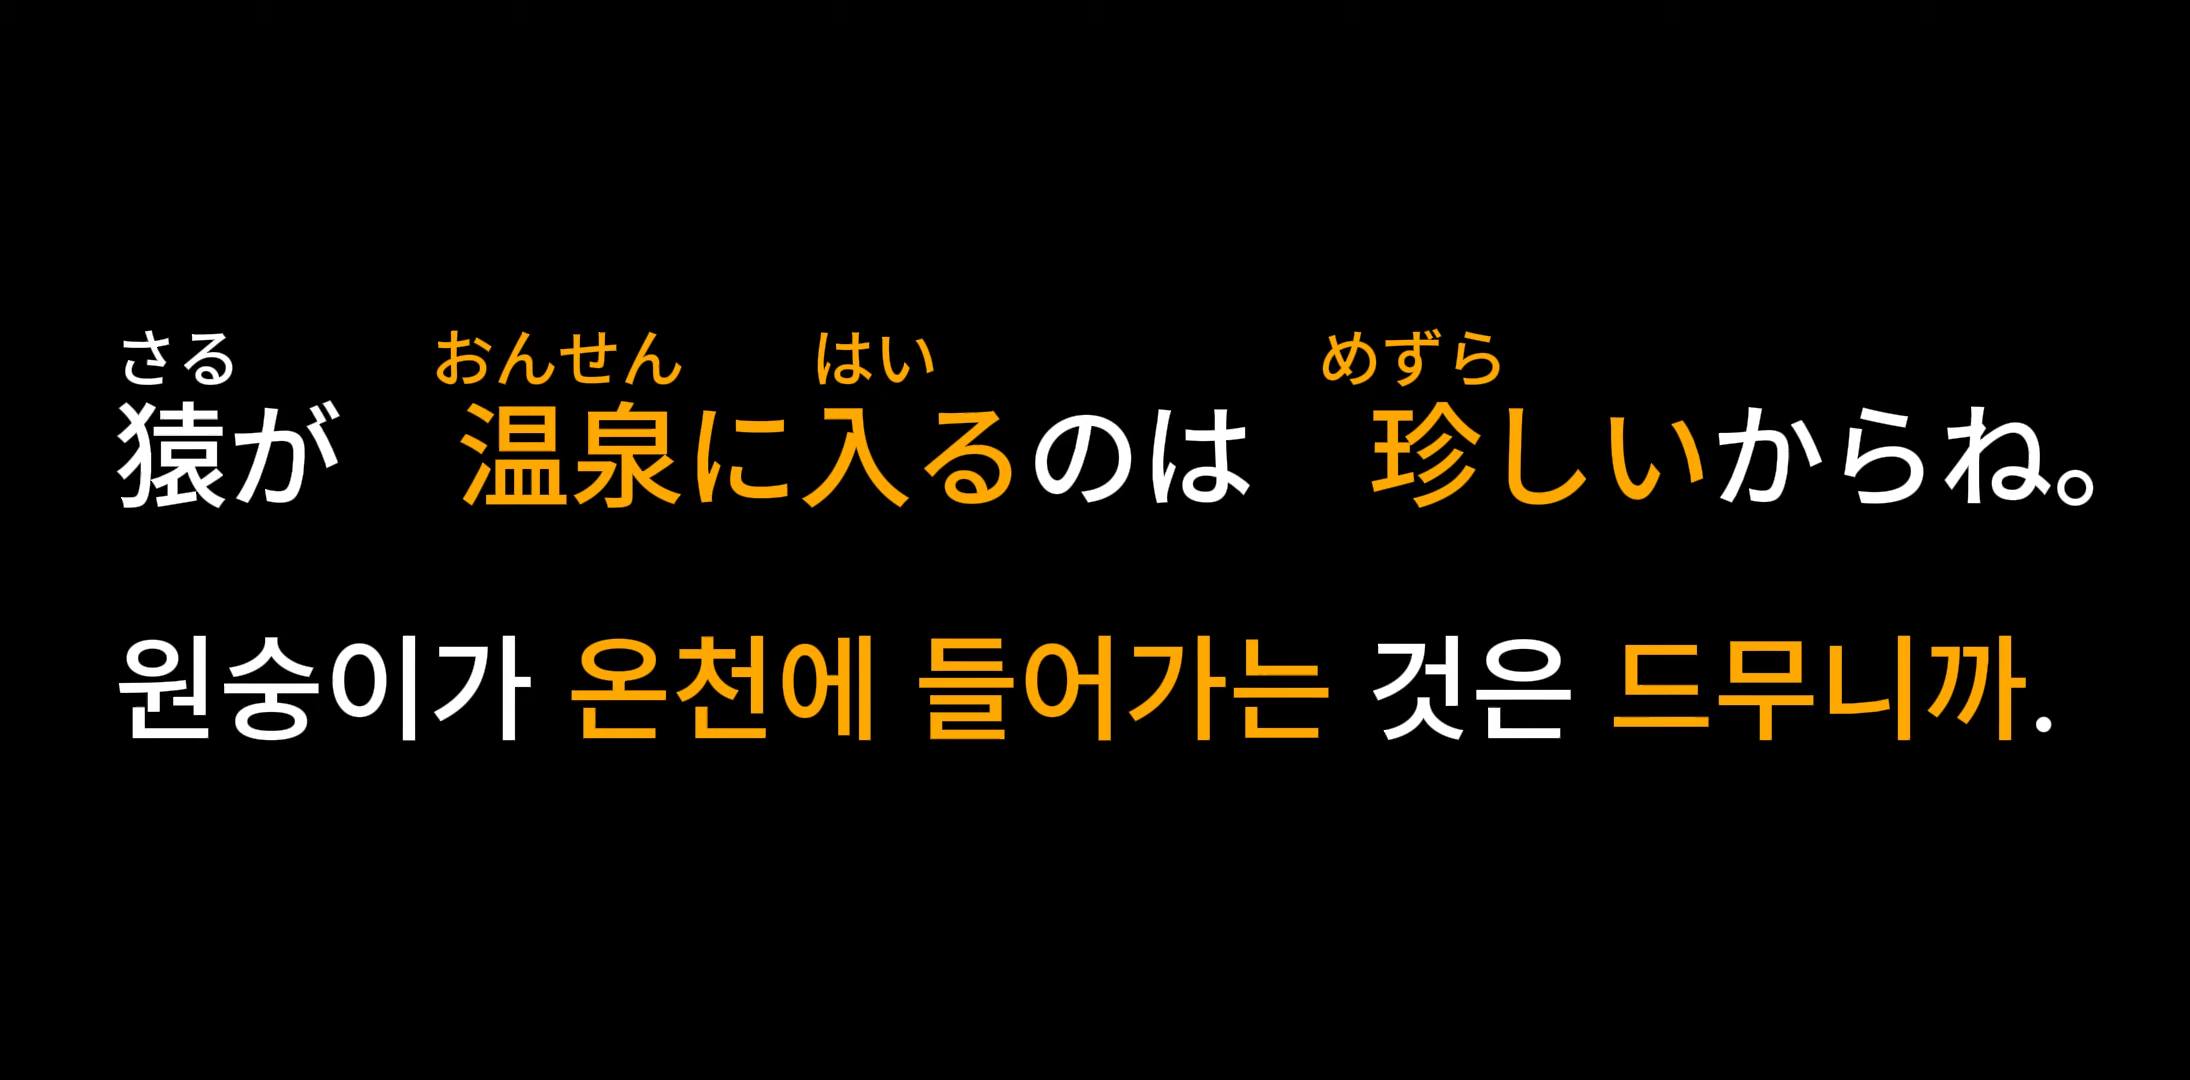 さる おんせん はい めずら
猿が 温泉に入るのは 珍しいからね。
원숭이가 온천에 들어가는 것은 드무니까.